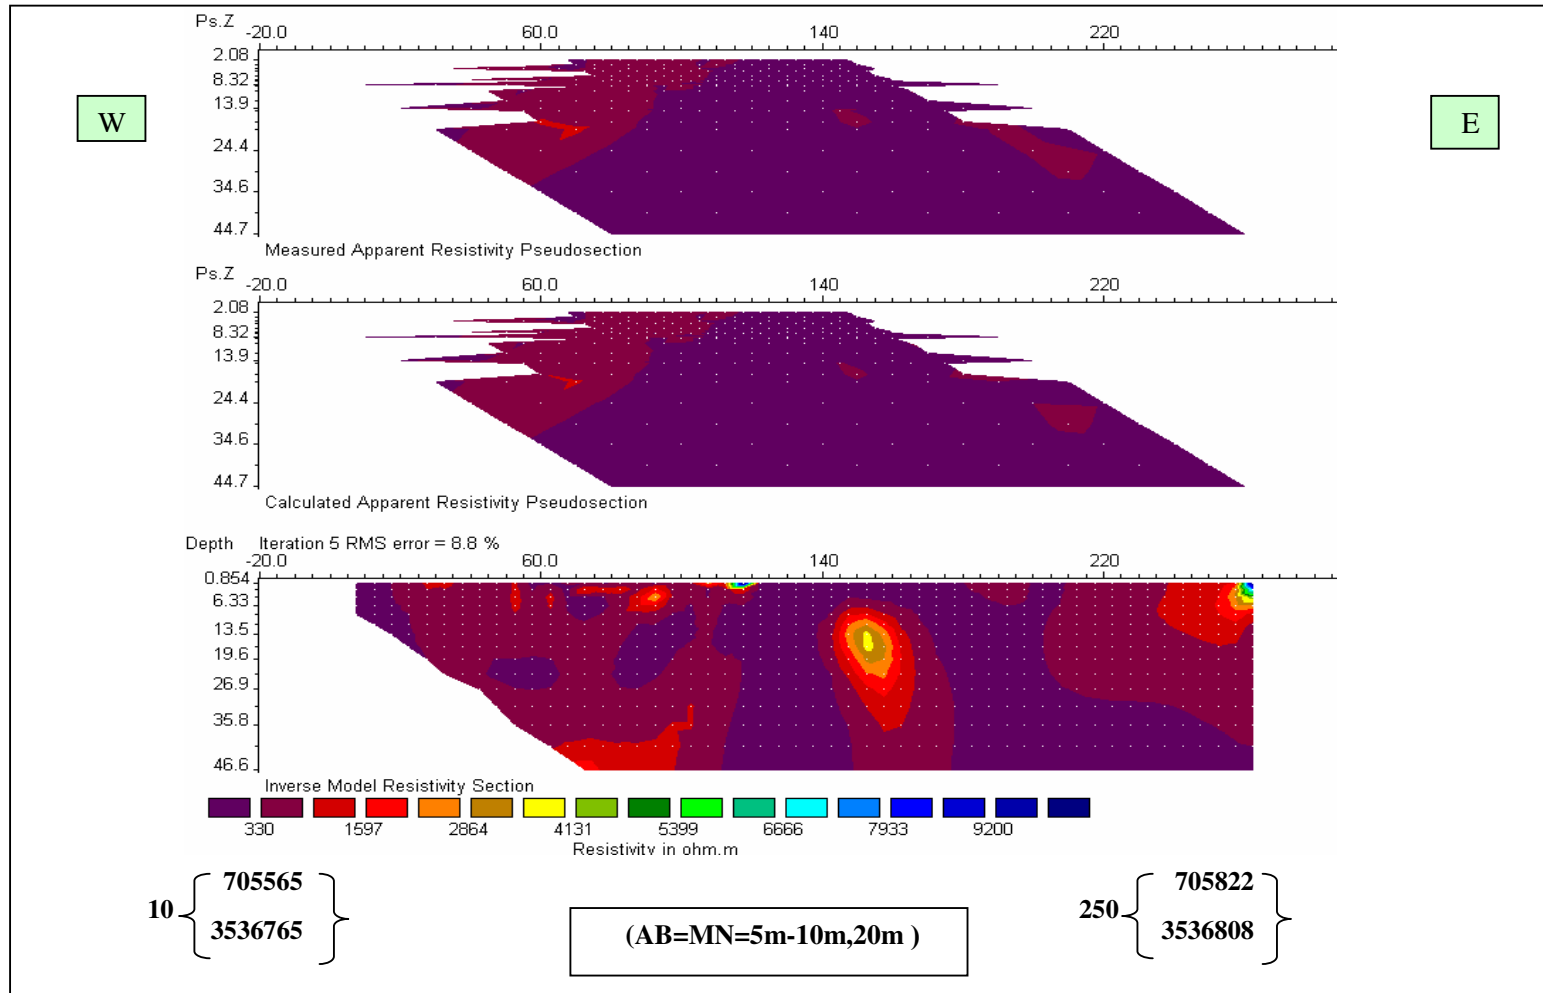 Ps.Z
-20.0 60.0 140 220
2.08
8.32
13.9
24.4
34.6
44.7
W
E
Measured Apparent Resistivity Pseudosection
Ps.Z
-20.0 60.0 140 220
2.08
8.32
13.9
24.4
34.6
44.7
Calculated Apparent Resistivity Pseudosection
Depth Iteration 5 RMS error = 8.8 %
-20.0 60.0 140 220
0.854
6.33
13.5
19.6
26.9
35.8
46.6
Inverse Model Resistivity Section
330 1597 2864 4131 5399 6666 7933 9200
Resistivity in ohm.m
10 { 705565
3536765 }
(AB=MN=5m-10m,20m )
250 { 705822
3536808 }